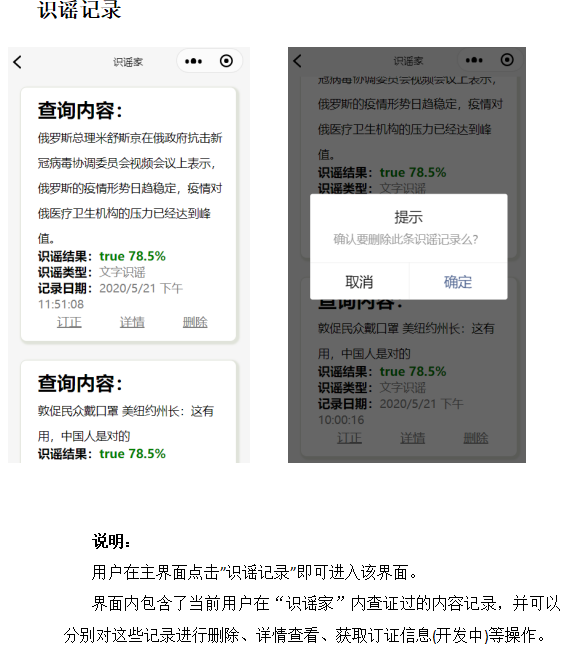 识谣记录
识谣家
查询内容：
俄罗斯总理米舒斯京在俄政府抗击新
冠病毒协调委员会视频会议上表示，
俄罗斯的疫情形势日趋稳定，疫情对
俄医疗卫生机构的压力已经达到峰
值。
识谣结果：true 78.5%
识谣类型：文字识谣
记录日期：2020/5/21 下午
11:51:08
订正 详情 删除
查询内容：
敦促民众戴口罩 美纽约州长：这有
用，中国人是对的
识谣结果：true 78.5%
识谣家
冠病毒协调委员会视频会议上表示，
俄罗斯的疫情形势日趋稳定，疫情对
俄医疗卫生机构的压力已经达到峰
值。
识谣结果：true 78.5%
识谣类型：文字识谣
提示
确认要删除此条识谣记录么?
取消 确定
查询内容：
敦促民众戴口罩 美纽约州长：这有
用，中国人是对的
识谣结果：true 78.5%
识谣类型：文字识谣
记录日期：2020/5/21 下午
10:00:16
订正 详情 删除
说明：
用户在主界面点击”识谣记录”即可进入该界面。
界面内包含了当前用户在“识谣家”内查证过的内容记录，并可以
分别对这些记录进行删除、详情查看、获取订证信息(开发中)等操作。